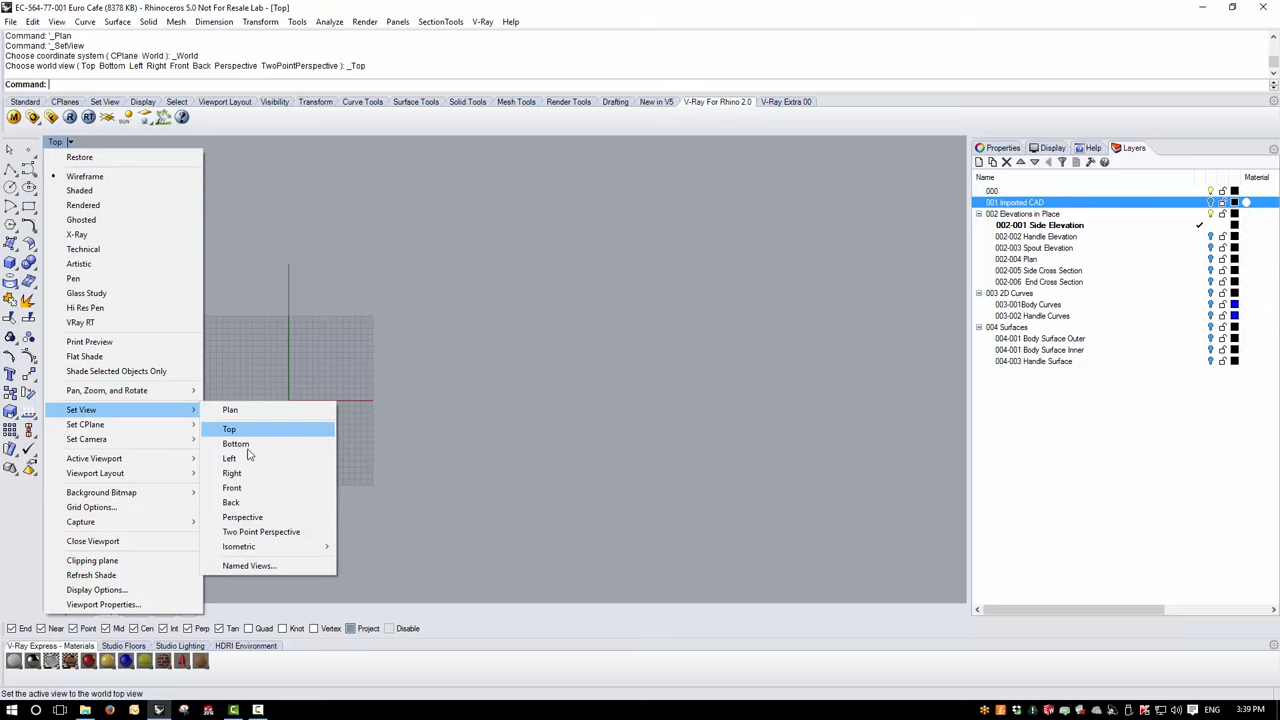 EC-564-77-001 Euro Cafe (8378 KB) - Rhinoceros 5.0 Not For Resale Lab - [Top]
File Edit View Curve Surface Solid Mesh Dimension Transform Tools Analyze Render Panels SectionTools V-Ray Help
Command: '_Plan
Command: '_SetView
Choose coordinate system ( CPlane World ): _World
Choose world view ( Top Bottom Left Right Front Back Perspective TwoPointPerspective ): _Top
Command:
Standard CPlanes Set View Display Select Viewport Layout Visibility Transform Curve Tools Surface Tools Solid Tools Mesh Tools Render Tools Drafting New in V5 V-Ray For Rhino 2.0 V-Ray Extra 00
M R RT SUN ?
Top
Restore
Wireframe
Shaded
Rendered
Ghosted
X-Ray
Technical
Artistic
Pen
Glass Study
Hi Res Pen
VRay RT
Print Preview
Flat Shade
Shade Selected Objects Only
Pan, Zoom, and Rotate
Set View
Set CPlane
Set Camera
Active Viewport
Viewport Layout
Background Bitmap
Grid Options...
Capture
Close Viewport
Clipping plane
Refresh Shade
Display Options...
Viewport Properties...
Plan
Top
Bottom
Left
Right
Front
Back
Perspective
Two Point Perspective
Isometric
Named Views...
Properties Display Help Layers
Name Material
000
001 Imported CAD
002 Elevations in Place
002-001 Side Elevation
002-002 Handle Elevation
002-003 Spout Elevation
002-004 Plan
002-005 Side Cross Section
002-006 End Cross Section
003 2D Curves
003-001Body Curves
003-002 Handle Curves
004 Surfaces
004-001 Body Surface Outer
004-001 Body Surface Inner
004-003 Handle Surface
End Near Point Mid Cen Int Perp Tan Quad Knot Vertex Project Disable
V-Ray Express - Materials Studio Floors Studio Lighting HDRI Environment
Set the active view to the world top view
ENG 3:39 PM